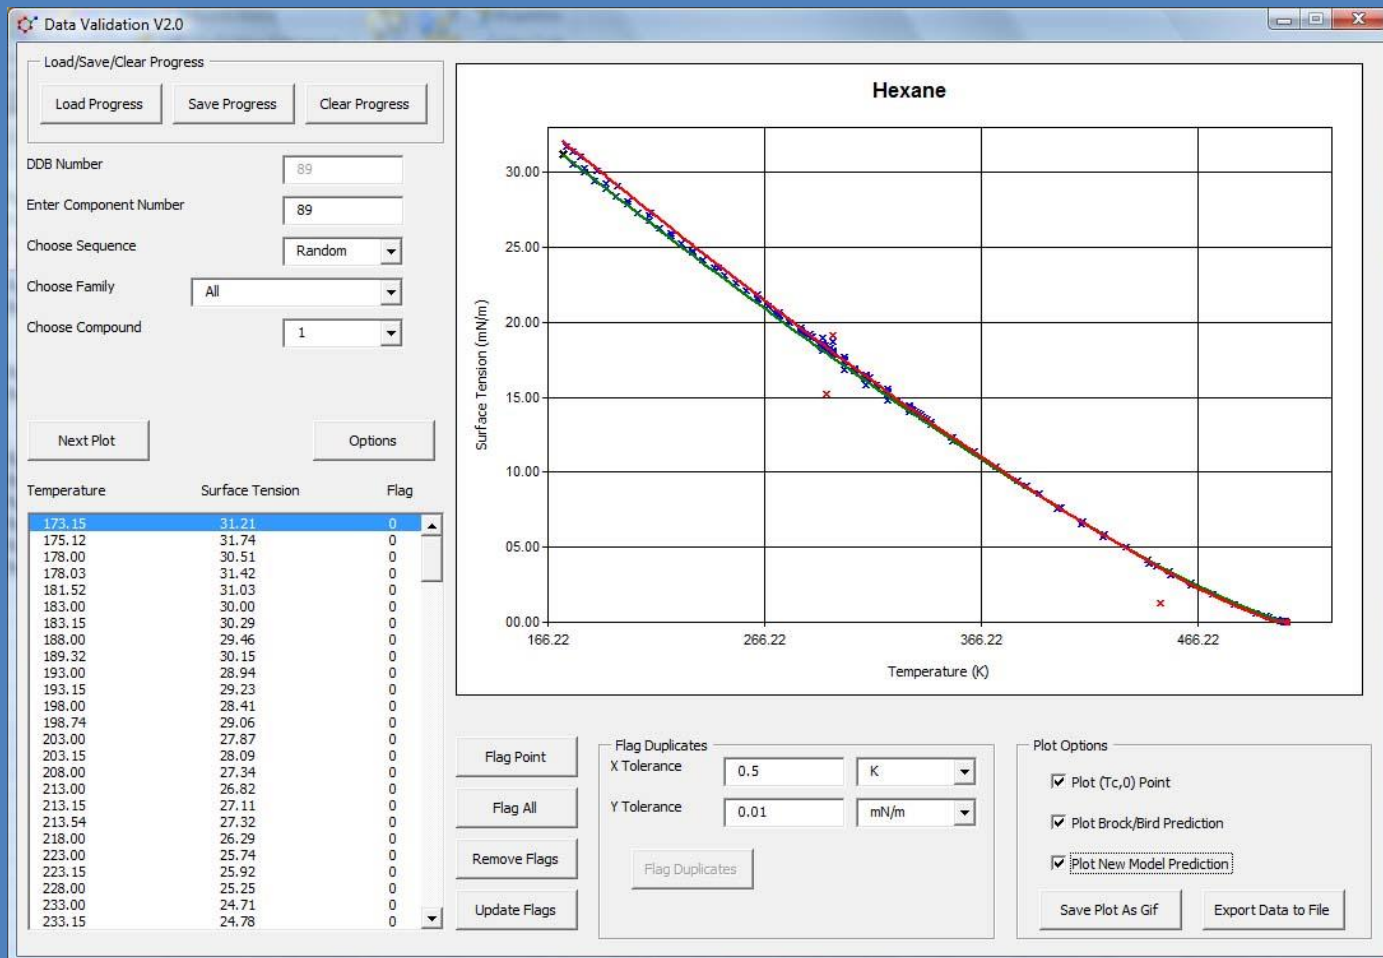 Data Validation V2.0
Load/Save/Clear Progress
Load Progress Save Progress Clear Progress
DDB Number 89
Enter Component Number 89
Choose Sequence Random
Choose Family All
Choose Compound 1
Next Plot Options
Temperature Surface Tension Flag
173.15 31.21 0
175.12 31.74 0
178.00 30.51 0
178.03 31.42 0
181.52 31.03 0
183.00 30.00 0
183.15 30.29 0
188.00 29.46 0
189.32 30.15 0
193.00 28.94 0
193.15 29.23 0
198.00 28.41 0
198.74 29.06 0
203.00 27.87 0
203.15 28.09 0
208.00 27.34 0
213.00 26.82 0
213.15 27.11 0
213.54 27.32 0
218.00 26.29 0
223.00 25.74 0
223.15 25.92 0
228.00 25.25 0
233.00 24.71 0
233.15 24.78 0
Hexane
Surface Tension (mN/m)
30.00
25.00
20.00
15.00
10.00
05.00
00.00
166.22 266.22 366.22 466.22
Temperature (K)
Flag Point
Flag All
Remove Flags
Update Flags
Flag Duplicates
X Tolerance 0.5 K
Y Tolerance 0.01 mN/m
Flag Duplicates
Plot Options
Plot (Tc,0) Point
Plot Brock/Bird Prediction
Plot New Model Prediction
Save Plot As Gif Export Data to File